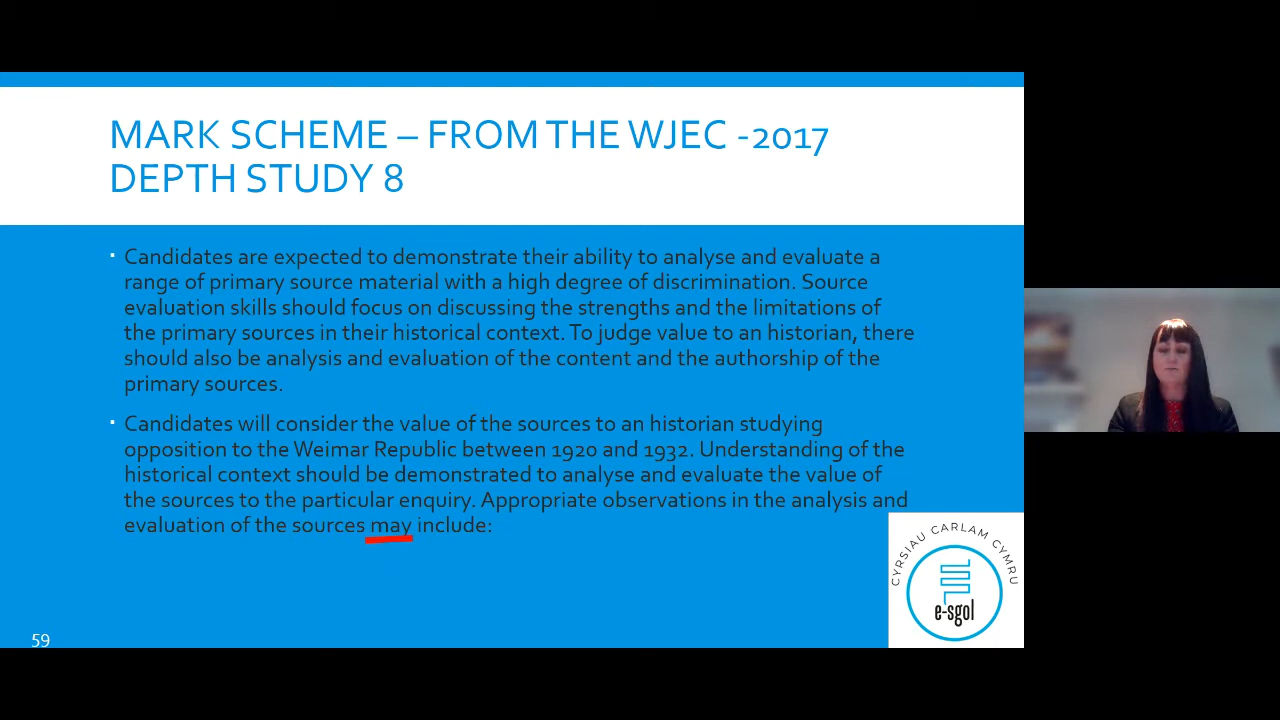 MARK SCHEME – FROM THE WJEC -2017
DEPTH STUDY 8
▪ Candidates are expected to demonstrate their ability to analyse and evaluate a
range of primary source material with a high degree of discrimination. Source
evaluation skills should focus on discussing the strengths and the limitations of
the primary sources in their historical context. To judge value to an historian, there
should also be analysis and evaluation of the content and the authorship of the
primary sources.
▪ Candidates will consider the value of the sources to an historian studying
opposition to the Weimar Republic between 1920 and 1932. Understanding of the
historical context should be demonstrated to analyse and evaluate the value of
the sources to the particular enquiry. Appropriate observations in the analysis and
evaluation of the sources may include:
CYRSIAU CARLAM CYMRU
e-sgol
59